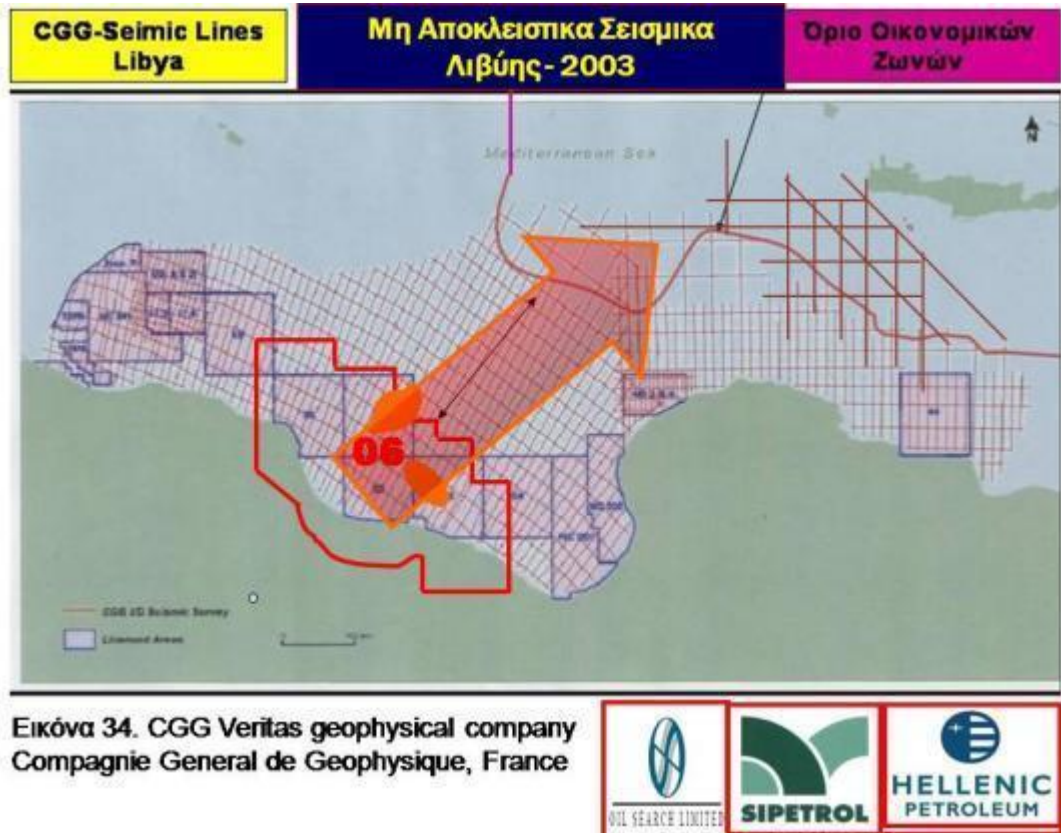 CGG-Seimic Lines
Libya
Μη Αποκλειστικα Σεισμικα
Λιβύης - 2003
Όριο Οικονομικών
Ζωνών
Mediterranean Sea
N
06
CGG 2D Seismic Survey
Licensed Areas
0
Εικόνα 34. CGG Veritas geophysical company
Compagnie General de Geophysique, France
OIL SEARCH LIMITED
SIPETROL
HELLENIC
PETROLEUM